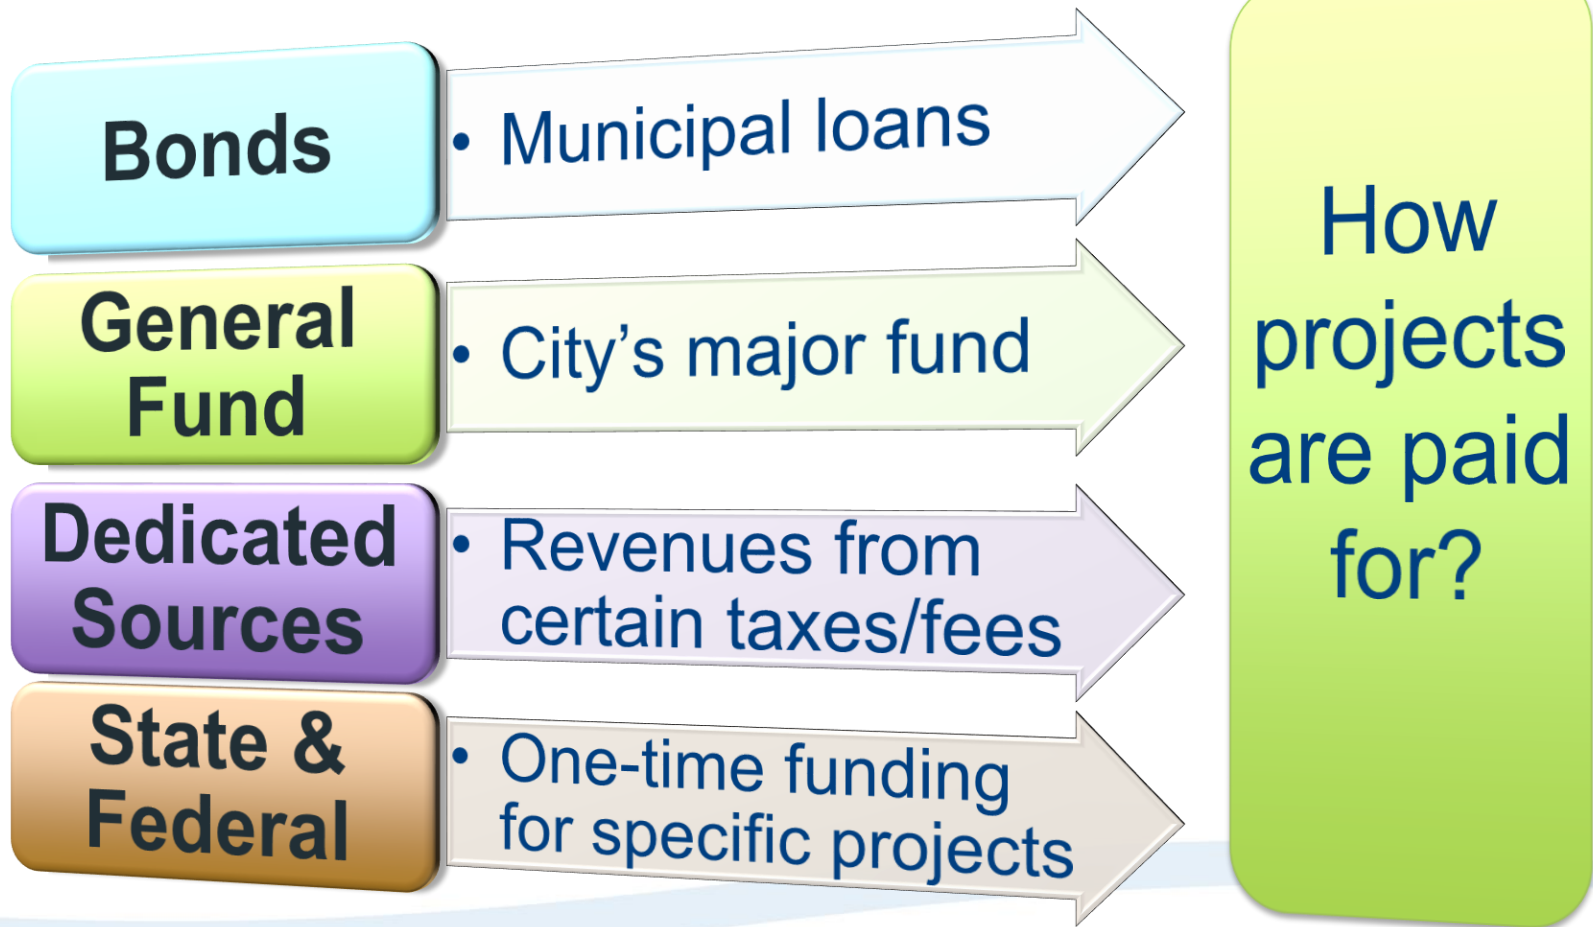 Bonds
• Municipal loans
General
Fund
• City’s major fund
Dedicated
Sources
• Revenues from
certain taxes/fees
State &
Federal
• One-time funding
for specific projects
How
projects
are paid
for?